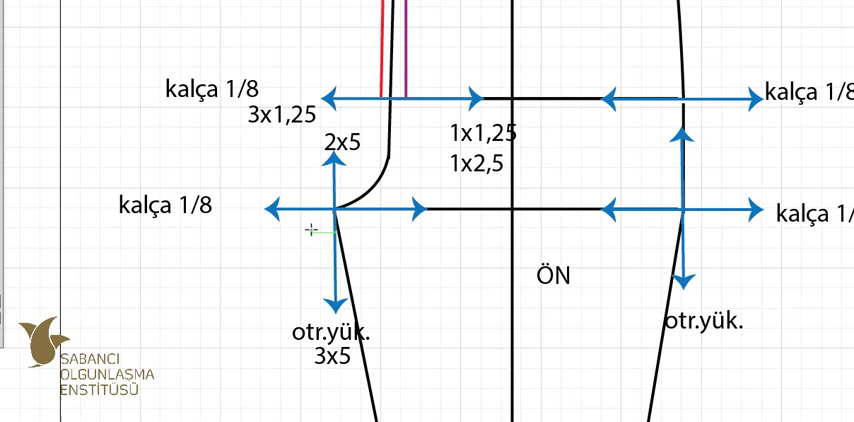 kalça 1/8
kalça 1/8
3x1,25
1x1,25
2x5
1x2,5
kalça 1/8
kalça 1/
ÖN
otr.yük.
otr.yük.
3x5
SABANCI
OLGUNLAŞMA
ENSTİTÜSÜ